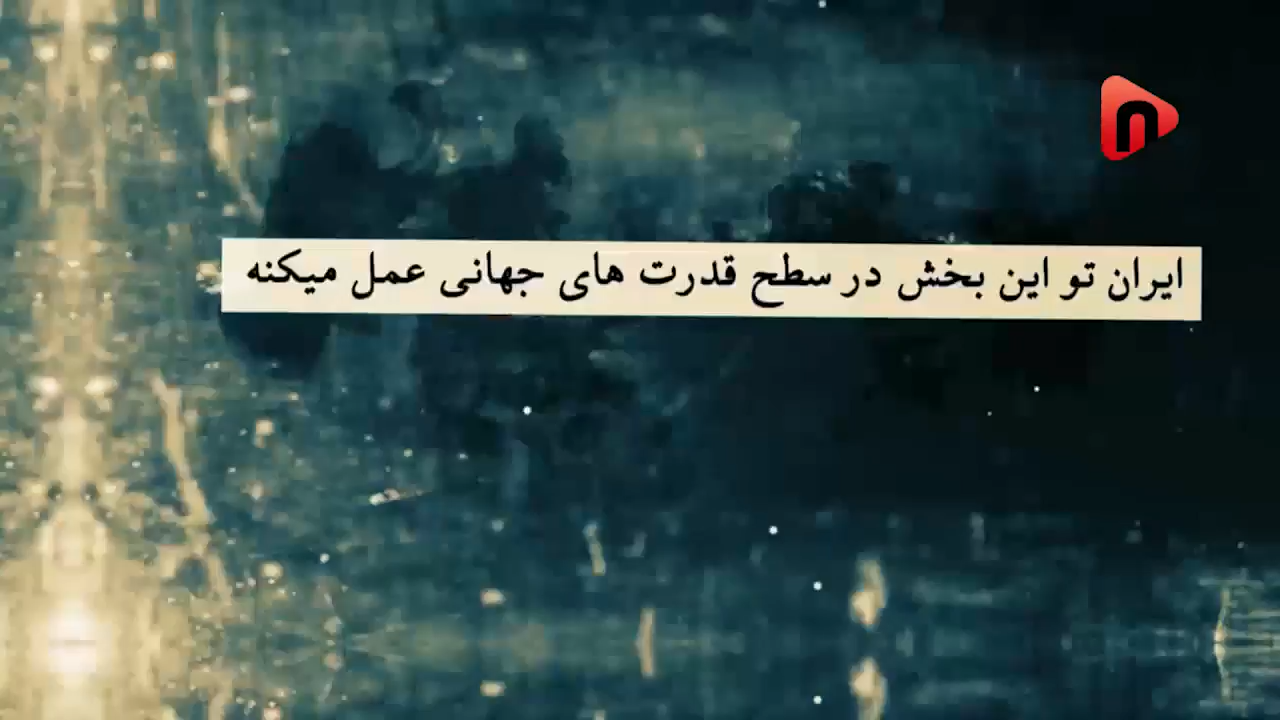 ایران تو این بخش در سطح قدرت های جهانی عمل میکنه
n